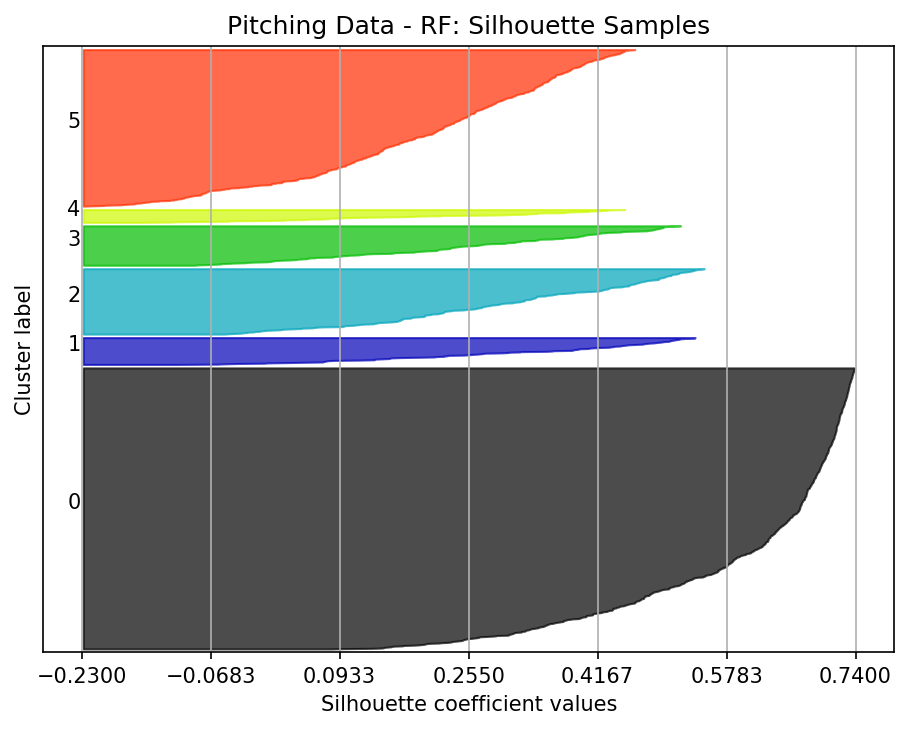 Pitching Data - RF: Silhouette Samples
5
4
3
2
1
0
Cluster label
−0.2300 −0.0683 0.0933 0.2550 0.4167 0.5783 0.7400
Silhouette coefficient values